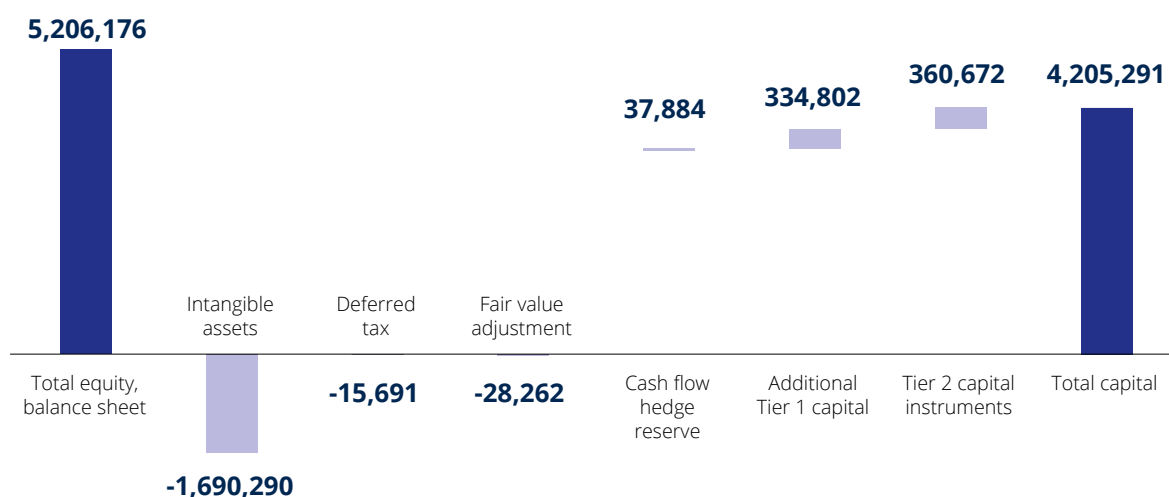 5,206,176
Total equity,
balance sheet
Intangible
assets
-1,690,290
Deferred
tax
-15,691
Fair value
adjustment
-28,262
37,884
Cash flow
hedge
reserve
334,802
Additional
Tier 1 capital
360,672
Tier 2 capital
instruments
4,205,291
Total capital